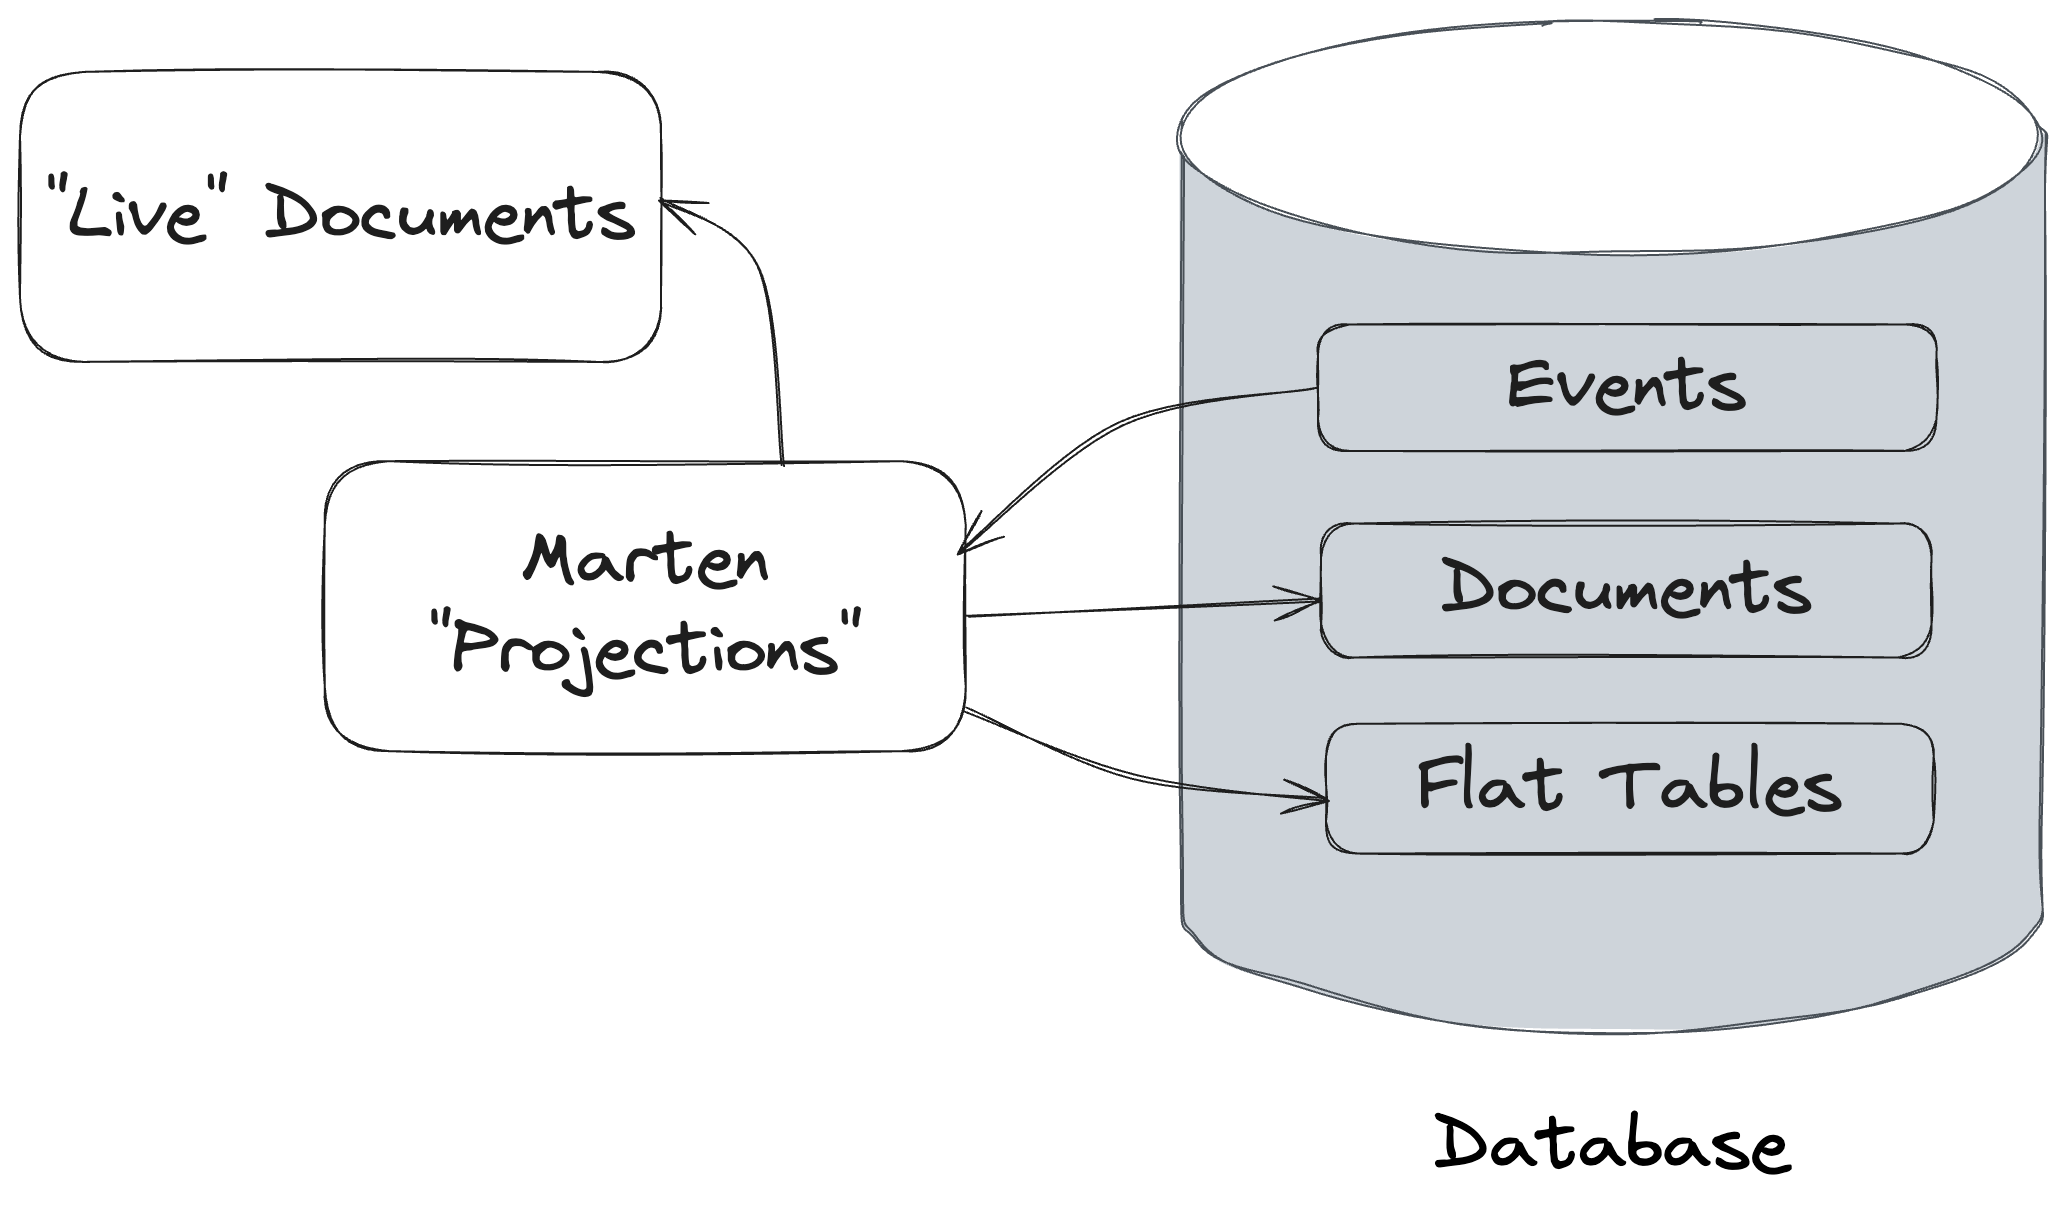 "Live" Documents
Events
Marten
"Projections"
Documents
Flat Tables
Database